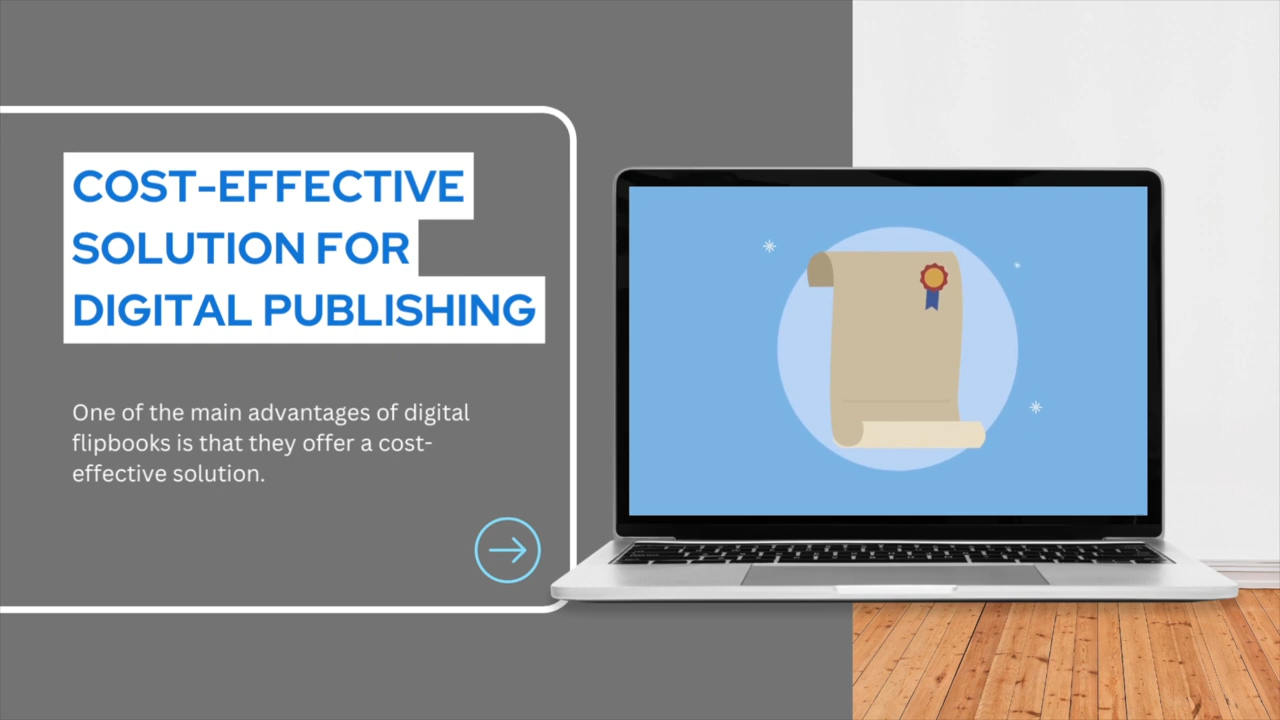 COST-EFFECTIVE
SOLUTION FOR
DIGITAL PUBLISHING
One of the main advantages of digital
flipbooks is that they offer a cost-
effective solution.